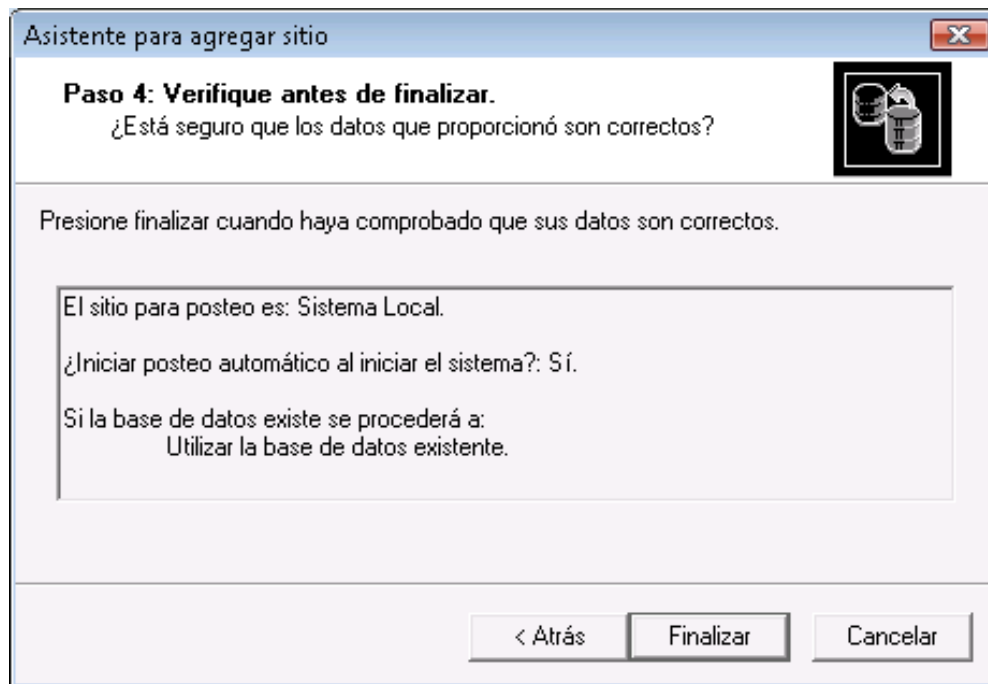 Asistente para agregar sitio
Paso 4: Verifique antes de finalizar.
¿Está seguro que los datos que proporcionó son correctos?
Presione finalizar cuando haya comprobado que sus datos son correctos.
El sitio para posteo es: Sistema Local.
¿Iniciar posteo automático al iniciar el sistema?: Sí.
Si la base de datos existe se procederá a:
Utilizar la base de datos existente.
< Atrás
Finalizar
Cancelar